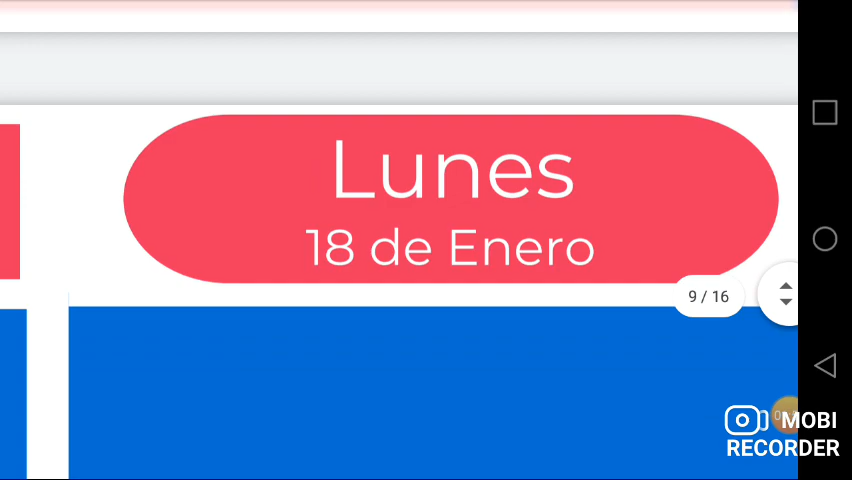 Lunes
18 de Enero
9 / 16
MOBI
RECORDER